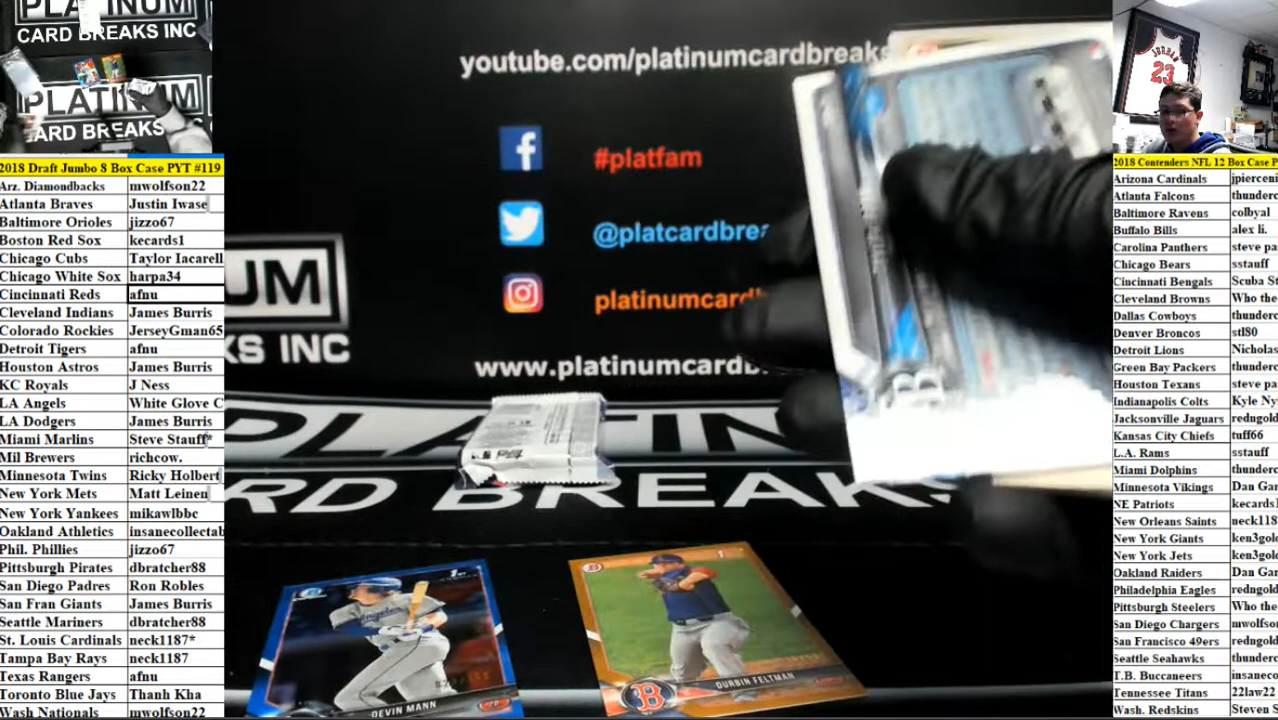 PLATINUM
CARD BREAKS INC
PLATINUM
CARD BREAKS
2018 Draft Jumbo 8 Box Case PYT #119
Arz. Diamondbacks mwolfson22
Atlanta Braves Justin Iwase
Baltimore Orioles jizzo67
Boston Red Sox kecards1
Chicago Cubs Taylor Iacarell
Chicago White Sox harpa34
Cincinnati Reds afnu
Cleveland Indians James Burris
Colorado Rockies JerseyGman65
Detroit Tigers afnu
Houston Astros James Burris
KC Royals J Ness
LA Angels White Glove C
LA Dodgers James Burris
Miami Marlins Steve Stauff*
Mil Brewers richcow.
Minnesota Twins Ricky Holbert
New York Mets Matt Leinen
New York Yankees mikawlbbc
Oakland Athletics insanecollectab
Phil. Phillies jizzo67
Pittsburgh Pirates dbratcher88
San Diego Padres Ron Robles
San Fran Giants James Burris
Seattle Mariners dbratcher88
St. Louis Cardinals neck1187*
Tampa Bay Rays neck1187
Texas Rangers afnu
Toronto Blue Jays Thanh Kha
Wash Nationals mwolfson22
youtube.com/platinumcardbreaks
#platfam
@platcardbrea
platinumcard
www.platinumcardb
UM
KS INC
PLATIN
RD BREAKS
1st
DEVIN MANN
B
DURBIN FELTMAN
JORDAN
23
2018 Contenders NFL 12 Box Case P
Arizona Cardinals jpierceni
Atlanta Falcons thunderc
Baltimore Ravens colbyal
Buffalo Bills alex li.
Carolina Panthers steve pa
Chicago Bears sstauff
Cincinnati Bengals Scuba St
Cleveland Browns Who the
Dallas Cowboys thunderc
Denver Broncos stl80
Detroit Lions Nicholas
Green Bay Packers thunderc
Houston Texans steve pa
Indianapolis Colts Kyle Ny
Jacksonville Jaguars redngold
Kansas City Chiefs tuff66
L.A. Rams sstauff
Miami Dolphins thunderc
Minnesota Vikings Dan Gar
NE Patriots kecards1
New Orleans Saints neck118
New York Giants ken3gol
New York Jets ken3gol
Oakland Raiders Dan Gar
Philadelphia Eagles redngold
Pittsburgh Steelers Who the
San Diego Chargers mwolfso
San Francisco 49ers redngold
Seattle Seahawks thunderc
T.B. Buccaneers insaneco
Tennessee Titans 22law22
Wash. Redskins Steven S